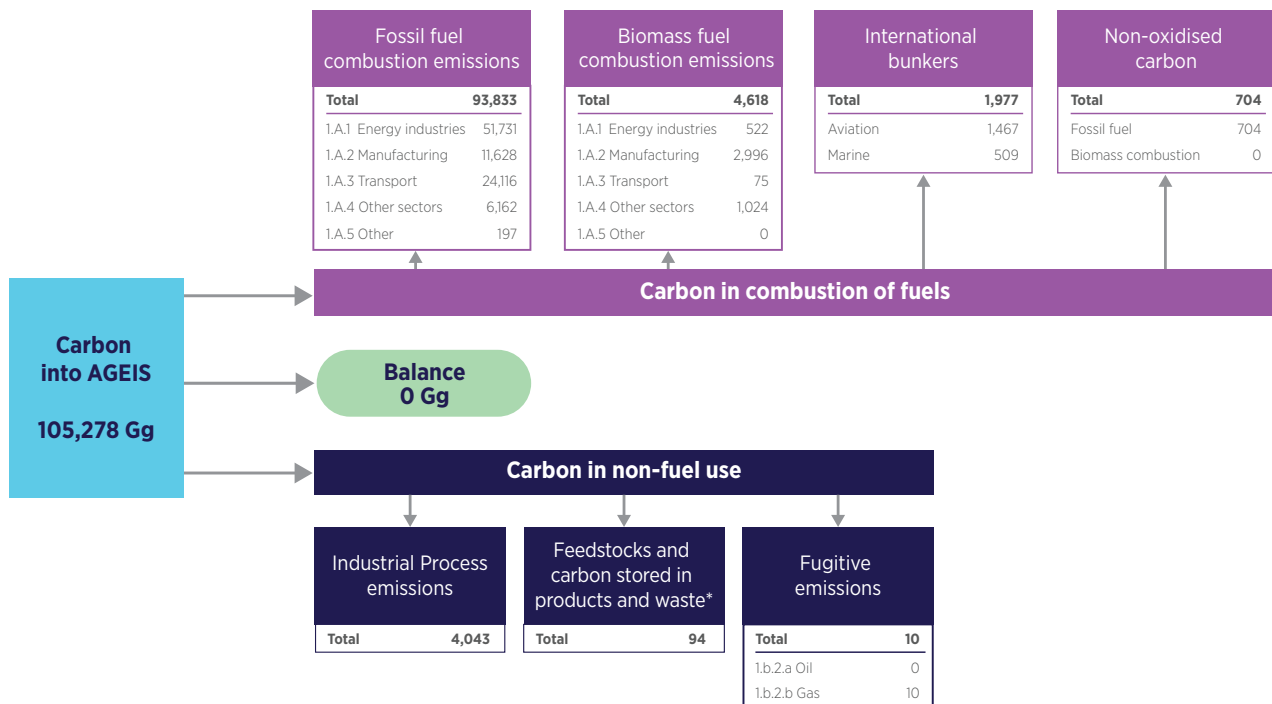 Fossil fuel
combustion emissions
Total 93,833
1.A.1 Energy industries 51,731
1.A.2 Manufacturing 11,628
1.A.3 Transport 24,116
1.A.4 Other sectors 6,162
1.A.5 Other 197
Biomass fuel
combustion emissions
Total 4,618
1.A.1 Energy industries 522
1.A.2 Manufacturing 2,996
1.A.3 Transport 75
1.A.4 Other sectors 1,024
1.A.5 Other 0
International
bunkers
Total 1,977
Aviation 1,467
Marine 509
Non-oxidised
carbon
Total 704
Fossil fuel 704
Biomass combustion 0
Carbon in combustion of fuels
Carbon
into AGEIS
105,278 Gg
Balance
0 Gg
Carbon in non-fuel use
Industrial Process
emissions
Total 4,043
Feedstocks and
carbon stored in
products and waste*
Total 94
Fugitive
emissions
Total 10
1.b.2.a Oil 0
1.b.2.b Gas 10